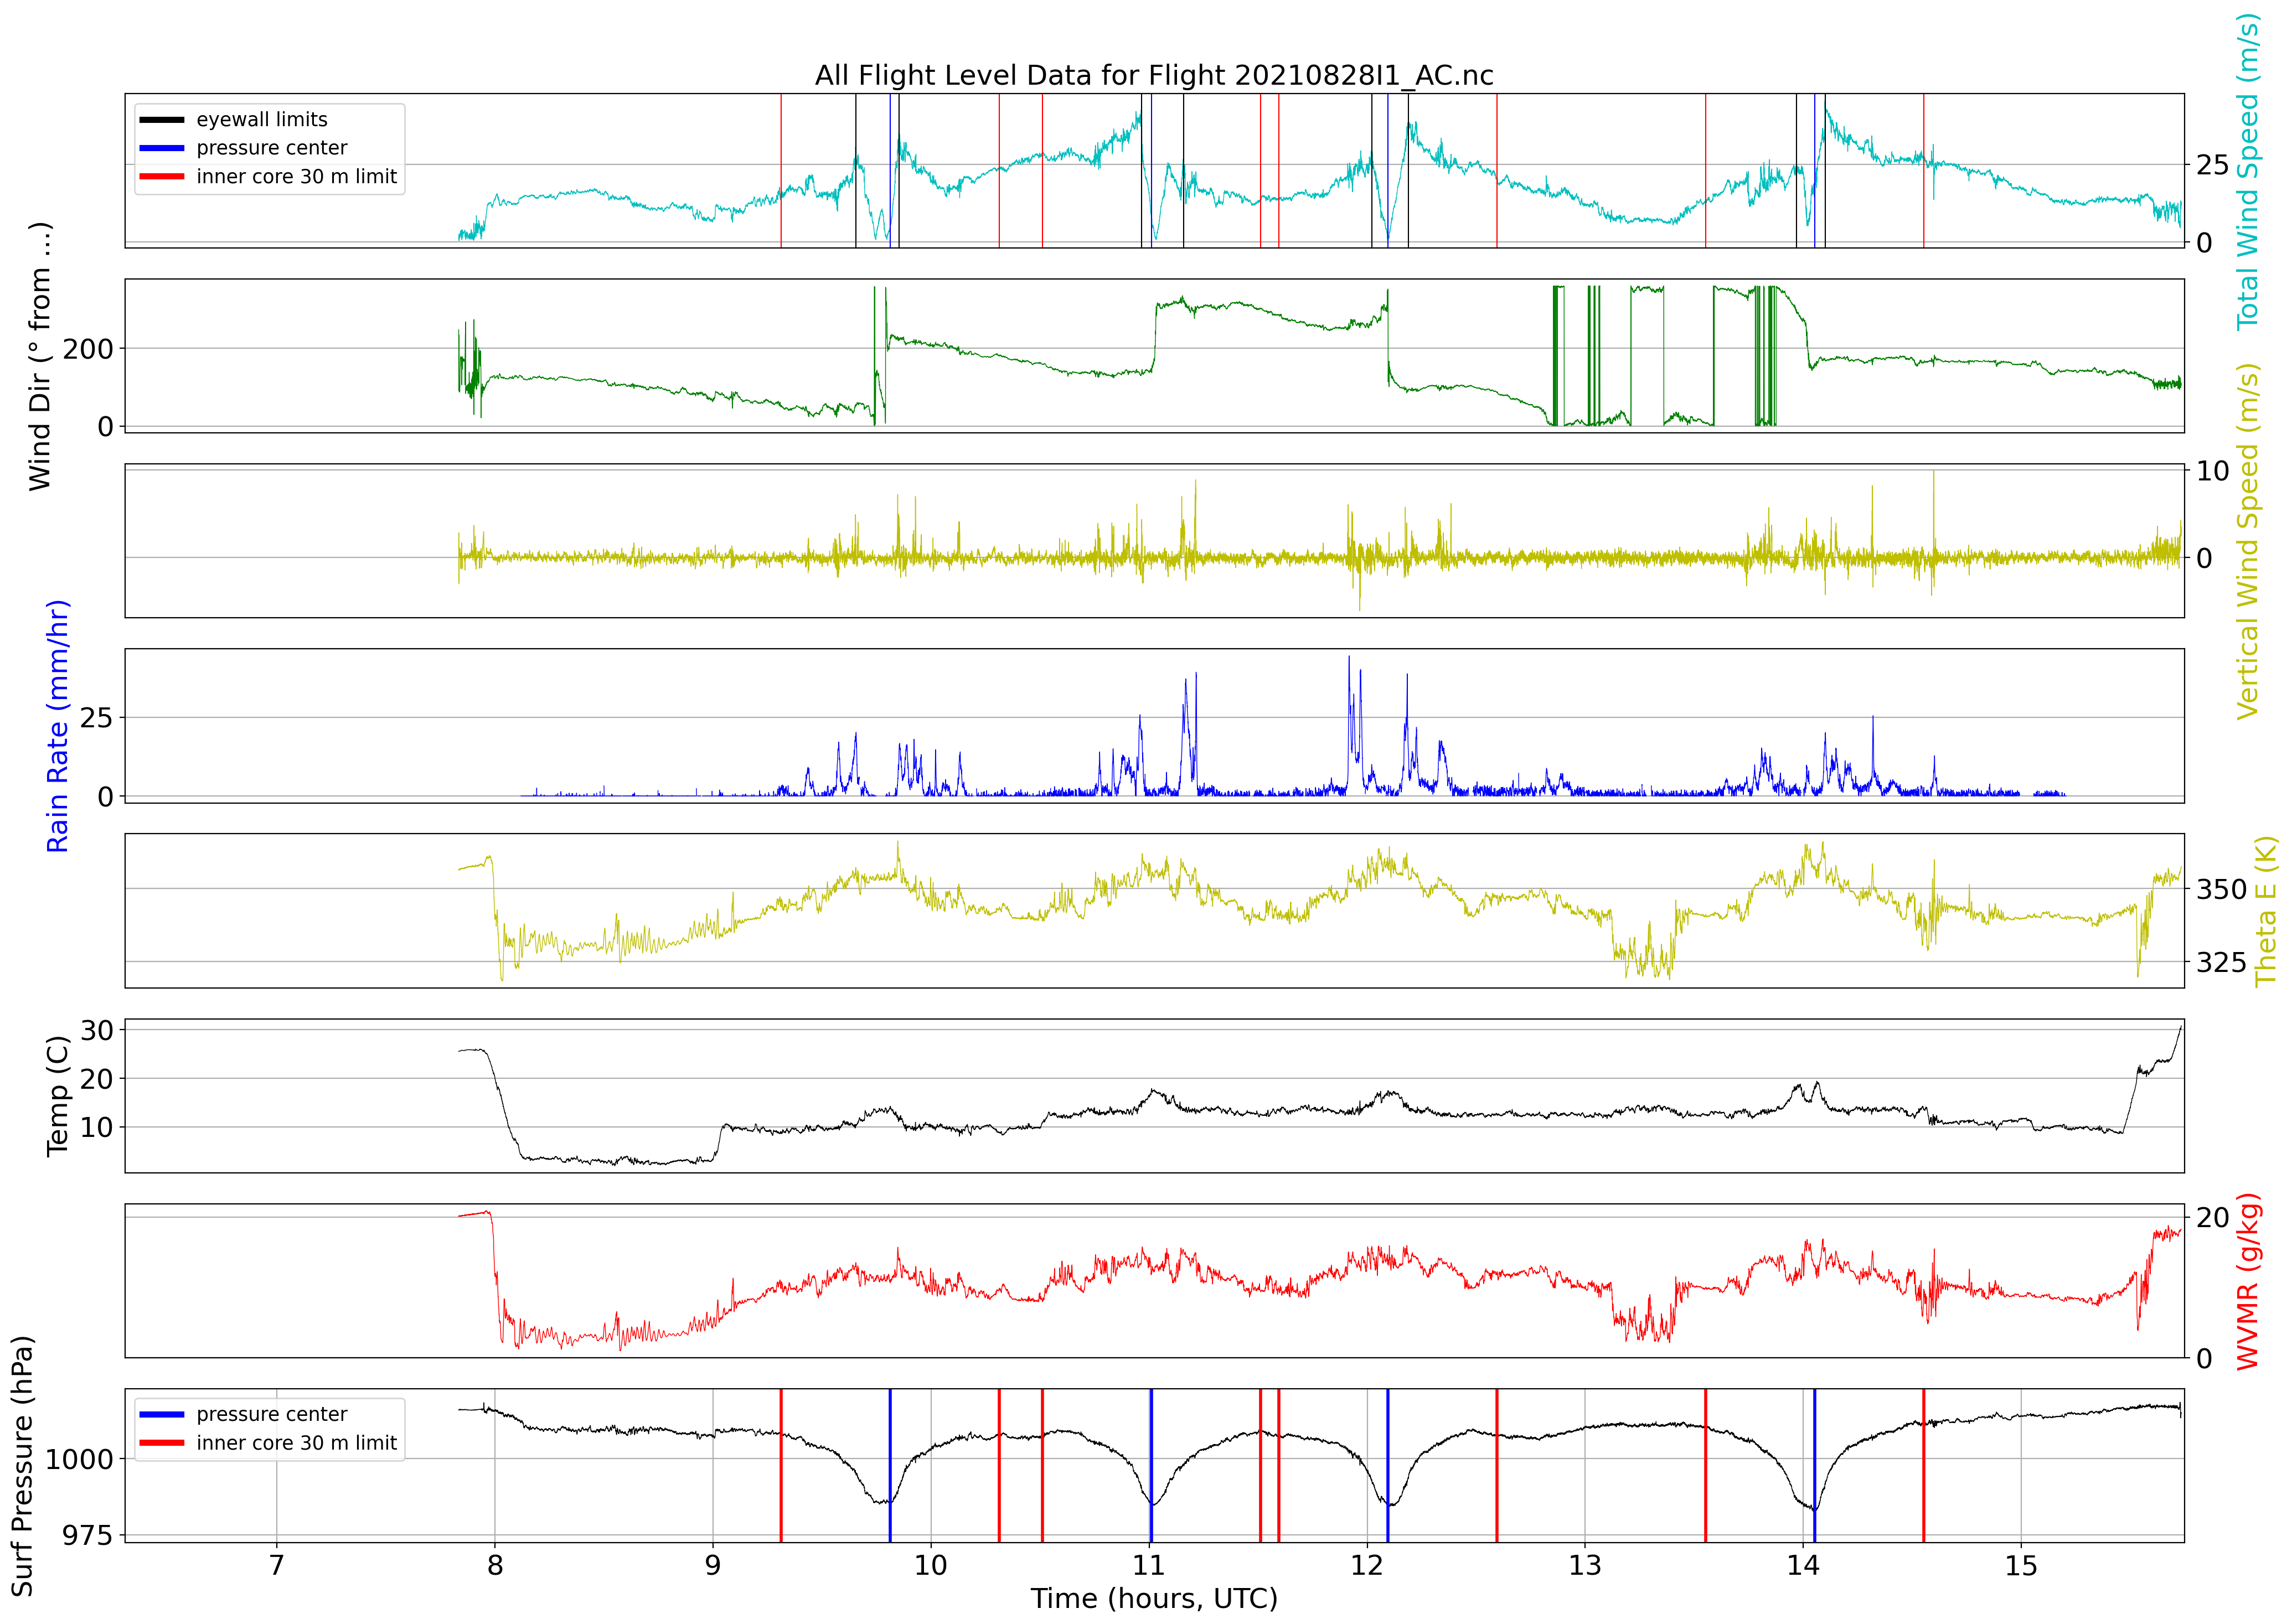 All Flight Level Data for Flight 20210828I1_AC.nc
eyewall limits
pressure center
inner core 30 m limit
25
0
Total Wind Speed (m/s)
Wind Dir (° from ...)
200
0
10
0
Vertical Wind Speed (m/s)
Rain Rate (mm/hr)
25
0
350
325
Theta E (K)
Temp (C)
30
20
10
20
0
WVMR (g/kg)
Surf Pressure (hPa)
pressure center
inner core 30 m limit
1000
975
7 8 9 10 11 12 13 14 15
Time (hours, UTC)